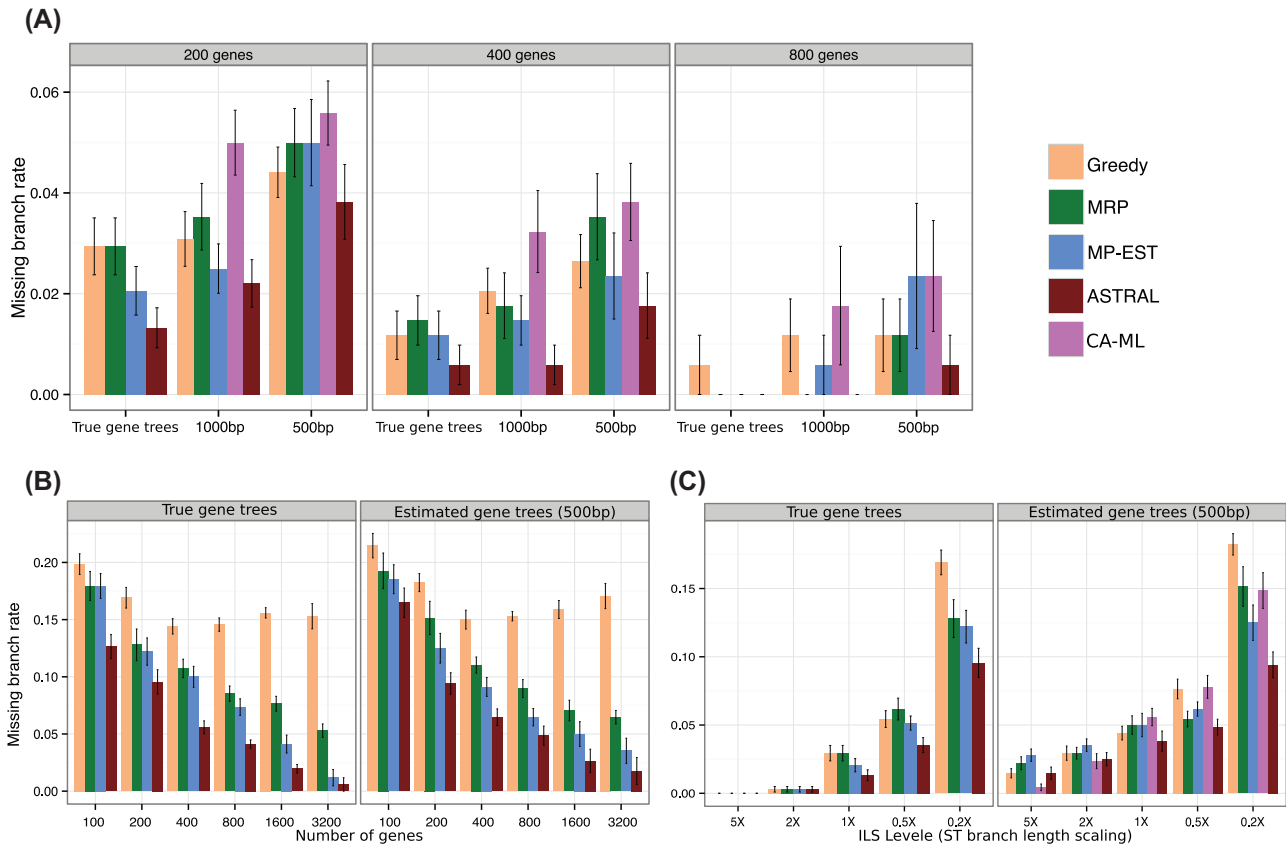 (A)
200 genes
400 genes
800 genes
Missing branch rate
0.06
0.04
0.02
0.00
True gene trees
1000bp
500bp
True gene trees
1000bp
500bp
True gene trees
1000bp
500bp
Greedy
MRP
MP-EST
ASTRAL
CA-ML
(B)
True gene trees
Estimated gene trees (500bp)
Missing branch rate
0.20
0.15
0.10
0.05
0.00
100
200
400
800
1600
3200
100
200
400
800
1600
3200
Number of genes
(C)
True gene trees
Estimated gene trees (500bp)
0.15
0.10
0.05
0.00
5X
2X
1X
0.5X
0.2X
5X
2X
1X
0.5X
0.2X
ILS Levele (ST branch length scaling)